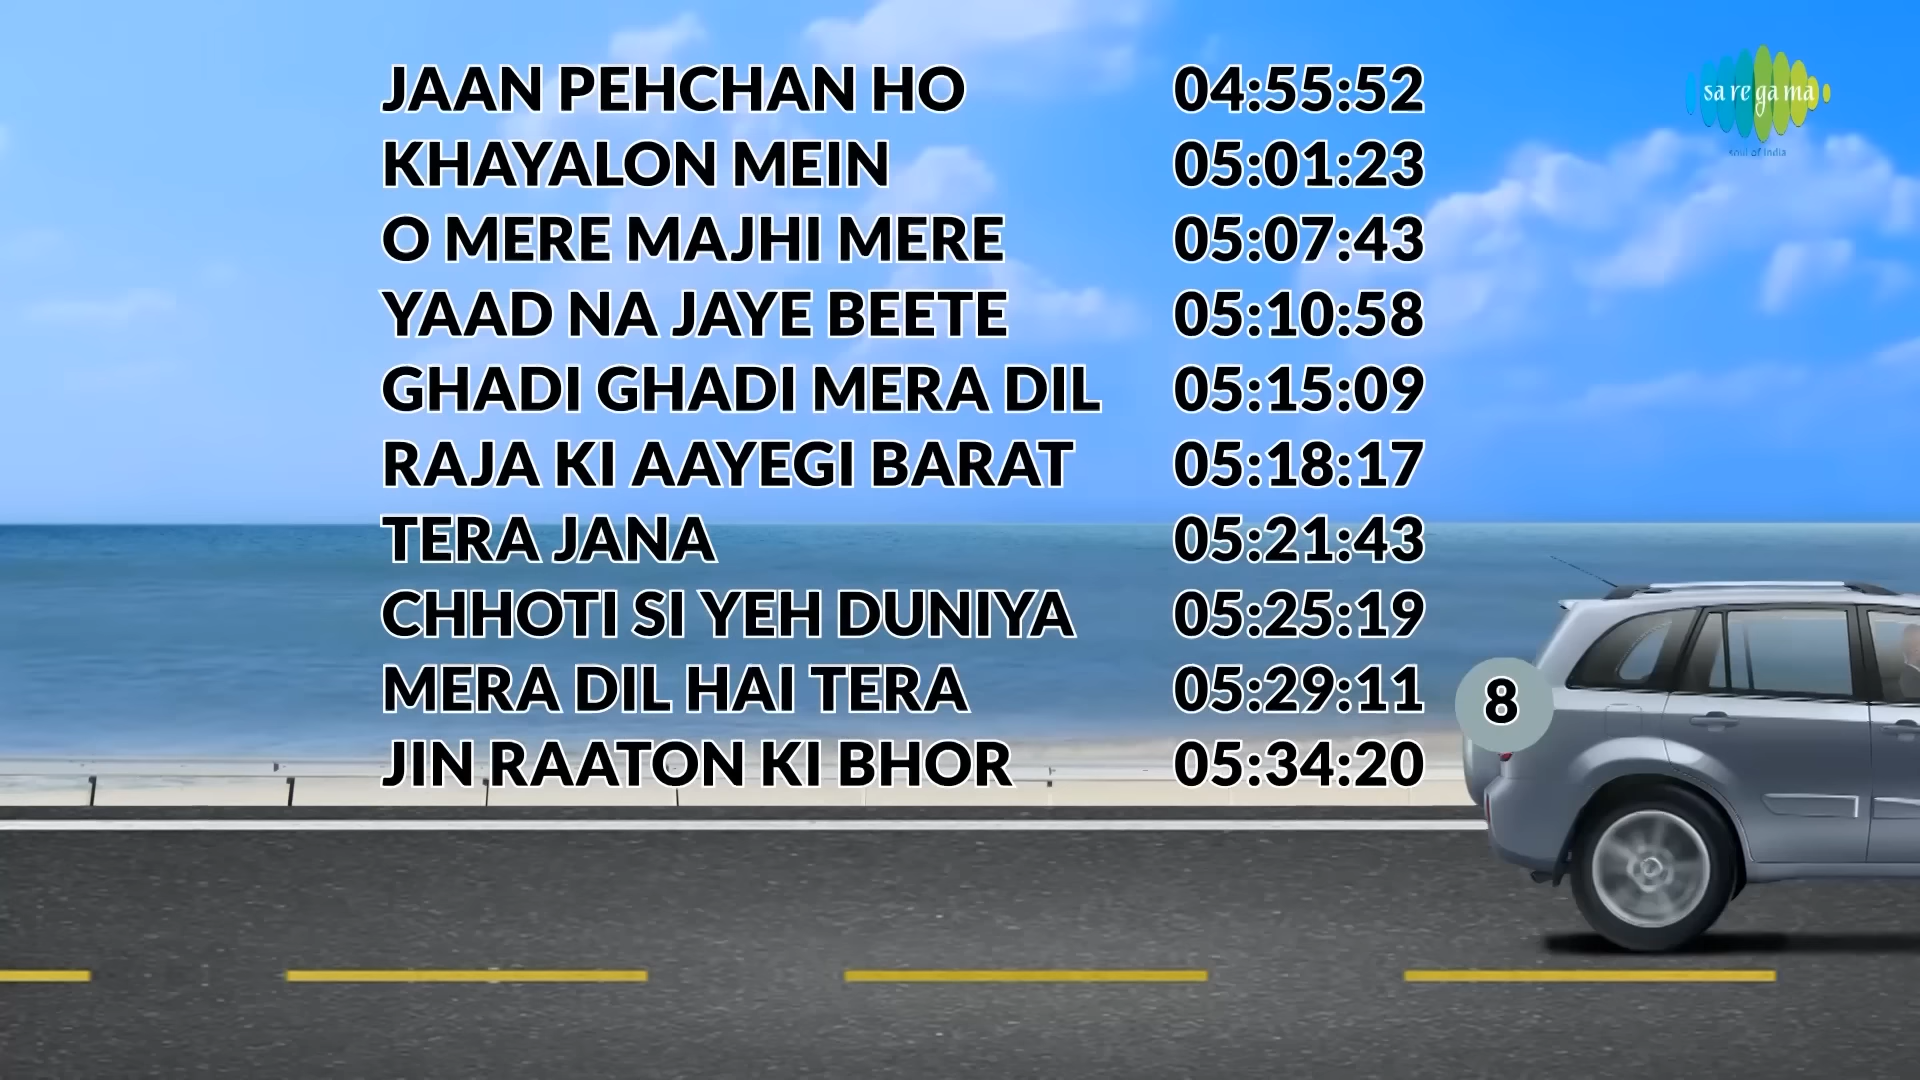 JAAN PEHCHAN HO 04:55:52
KHAYALON MEIN 05:01:23
O MERE MAJHI MERE 05:07:43
YAAD NA JAYE BEETE 05:10:58
GHADI GHADI MERA DIL 05:15:09
RAJA KI AAYEGI BARAT 05:18:17
TERA JANA 05:21:43
CHHOTI SI YEH DUNIYA 05:25:19
MERA DIL HAI TERA 05:29:11
JIN RAATON KI BHOR 05:34:20
8
sa re ga ma
soul of india